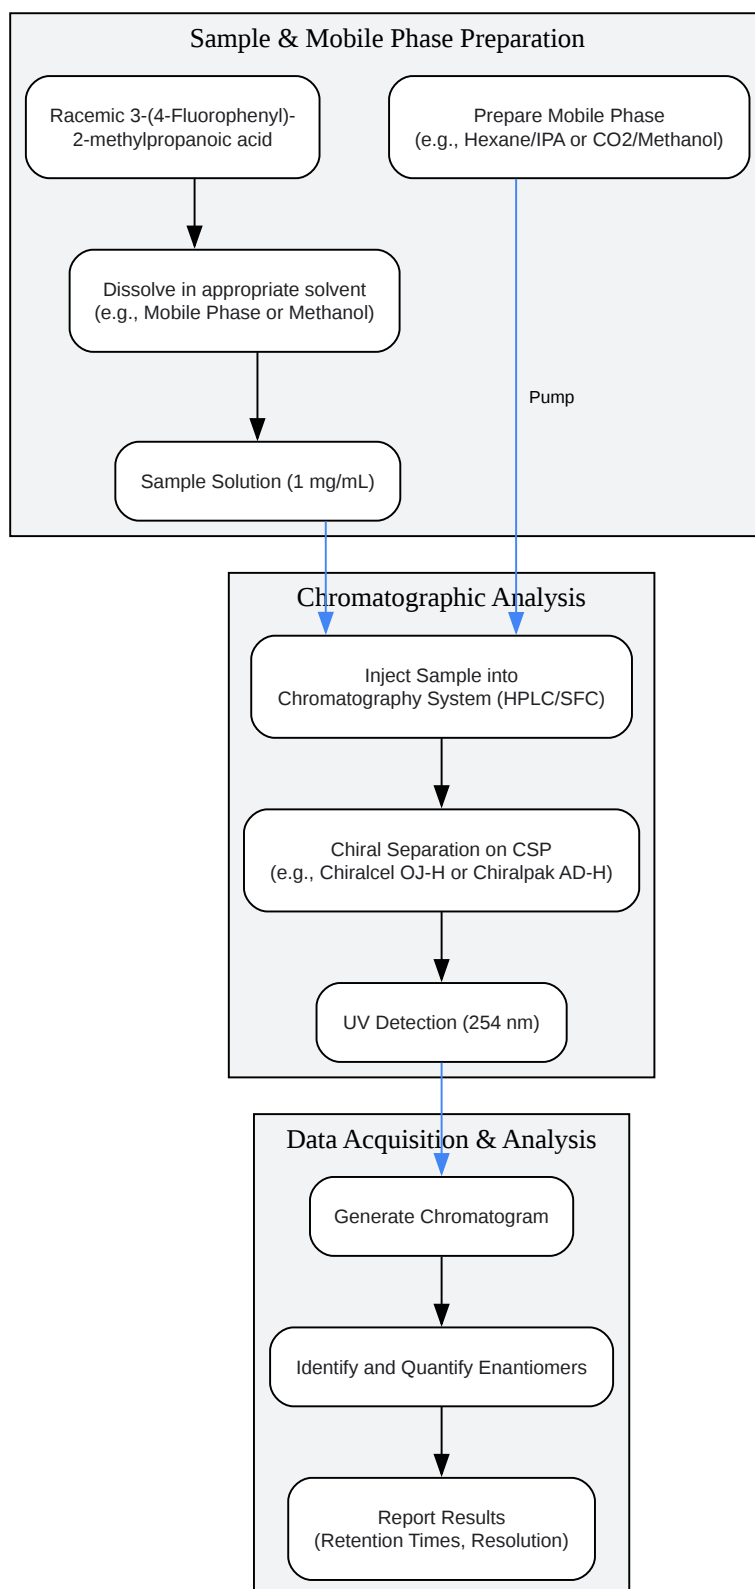 Sample & Mobile Phase Preparation
Racemic 3-(4-Fluorophenyl)-
2-methylpropanoic acid
Prepare Mobile Phase
(e.g., Hexane/IPA or CO2/Methanol)
Dissolve in appropriate solvent
(e.g., Mobile Phase or Methanol)
Pump
Sample Solution (1 mg/mL)
Chromatographic Analysis
Inject Sample into
Chromatography System (HPLC/SFC)
Chiral Separation on CSP
(e.g., Chiralcel OJ-H or Chiralpak AD-H)
UV Detection (254 nm)
Data Acquisition & Analysis
Generate Chromatogram
Identify and Quantify Enantiomers
Report Results
(Retention Times, Resolution)